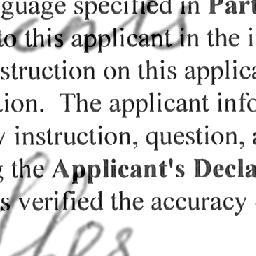 guage specified in Part
to this applicant in the i
struction on this applica
tion. The applicant info
instruction, question,
g the Applicant's Decla
s verified the accuracy